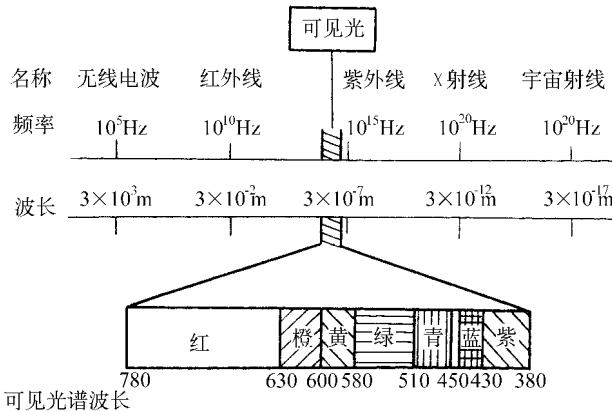 可见光
名称 无线电波 红外线 紫外线 X射线 宇宙射线
频率 10⁵Hz 10¹⁰Hz 10¹⁵Hz 10²⁰Hz 10²⁰Hz
波长 3×10³m 3×10⁻²m 3×10⁻⁷m 3×10⁻¹²m 3×10⁻¹⁷m
红 橙 黄 绿 青 蓝 紫
780 630 600 580 510 450 430 380
可见光谱波长